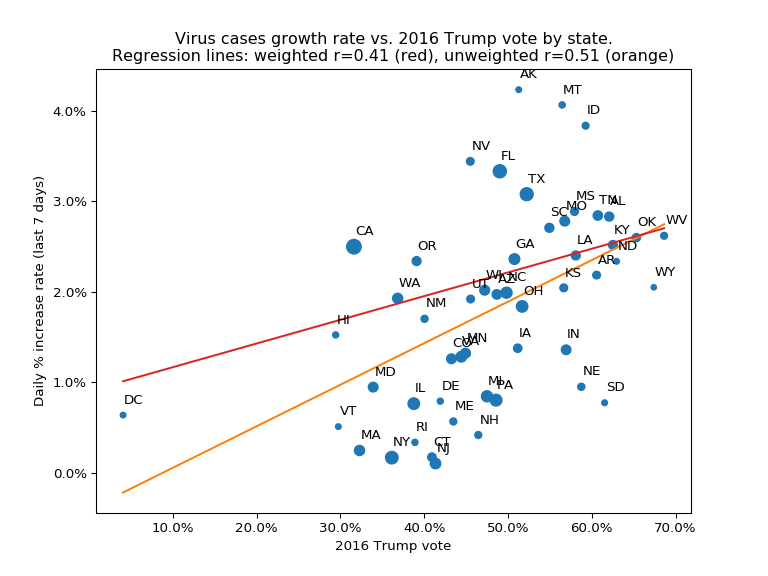 Virus cases growth rate vs. 2016 Trump vote by state.
Regression lines: weighted r=0.41 (red), unweighted r=0.51 (orange)
AK
MT
4.0%
ID
NV
FL
TX
3.0%
MS
TN
AL
SC
MO
OK
WV
CA
KY
GA
LA
OR
ND
AR
WY
WA
UT
WI
AZ
NC
KS
2.0%
OH
NM
HI
IA
IN
CO
VA
MN
MD
1.0%
IL
DE
MI
PA
NE
SD
DC
VT
ME
NH
MA
RI
NY
CT
NJ
0.0%
Daily % increase rate (last 7 days)
10.0%
20.0%
30.0%
40.0%
50.0%
60.0%
70.0%
2016 Trump vote